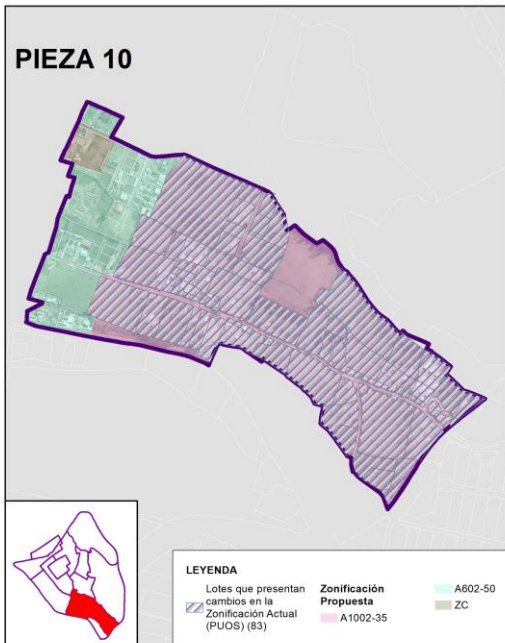 PIEZA 10
LEYENDA
Lotes que presentan
cambios en la
Zonificación Actual
(PUOS) (83)
Zonificación
Propuesta
A1002-35
A602-50
ZC